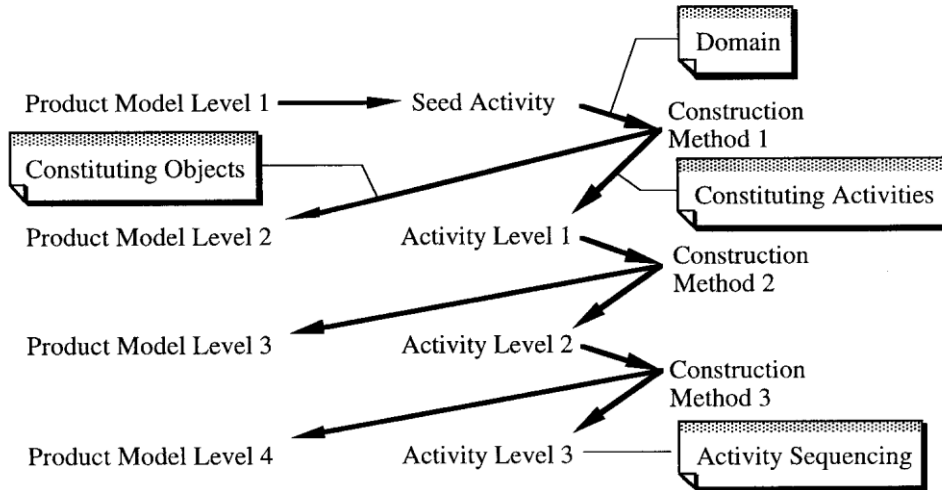 Domain
Product Model Level 1
Seed Activity
Construction
Method 1
Constituting Objects
Constituting Activities
Product Model Level 2
Activity Level 1
Construction
Method 2
Product Model Level 3
Activity Level 2
Construction
Method 3
Product Model Level 4
Activity Level 3
Activity Sequencing